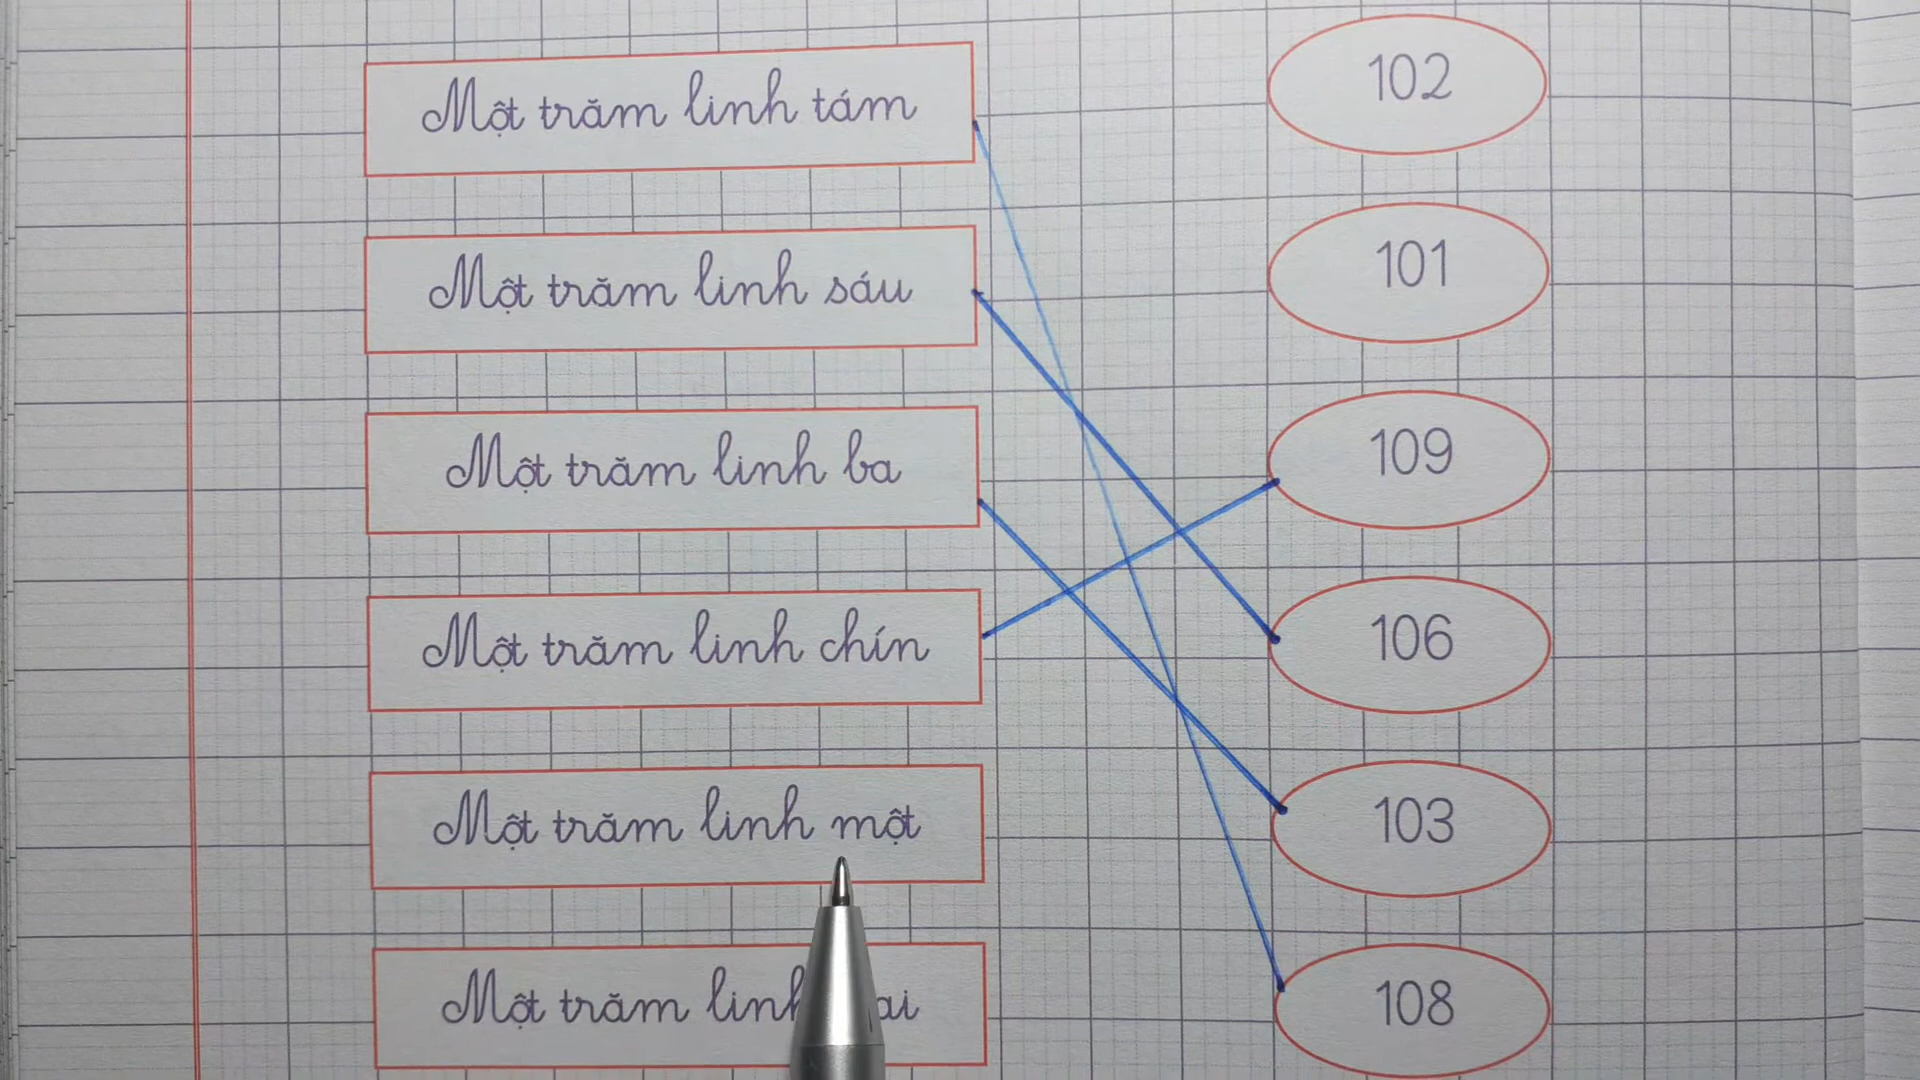 Một trăm linh tám
102
Một trăm linh sáu
101
Một trăm linh ba
109
Một trăm linh chín
106
Một trăm linh một
103
Một trăm linh
108